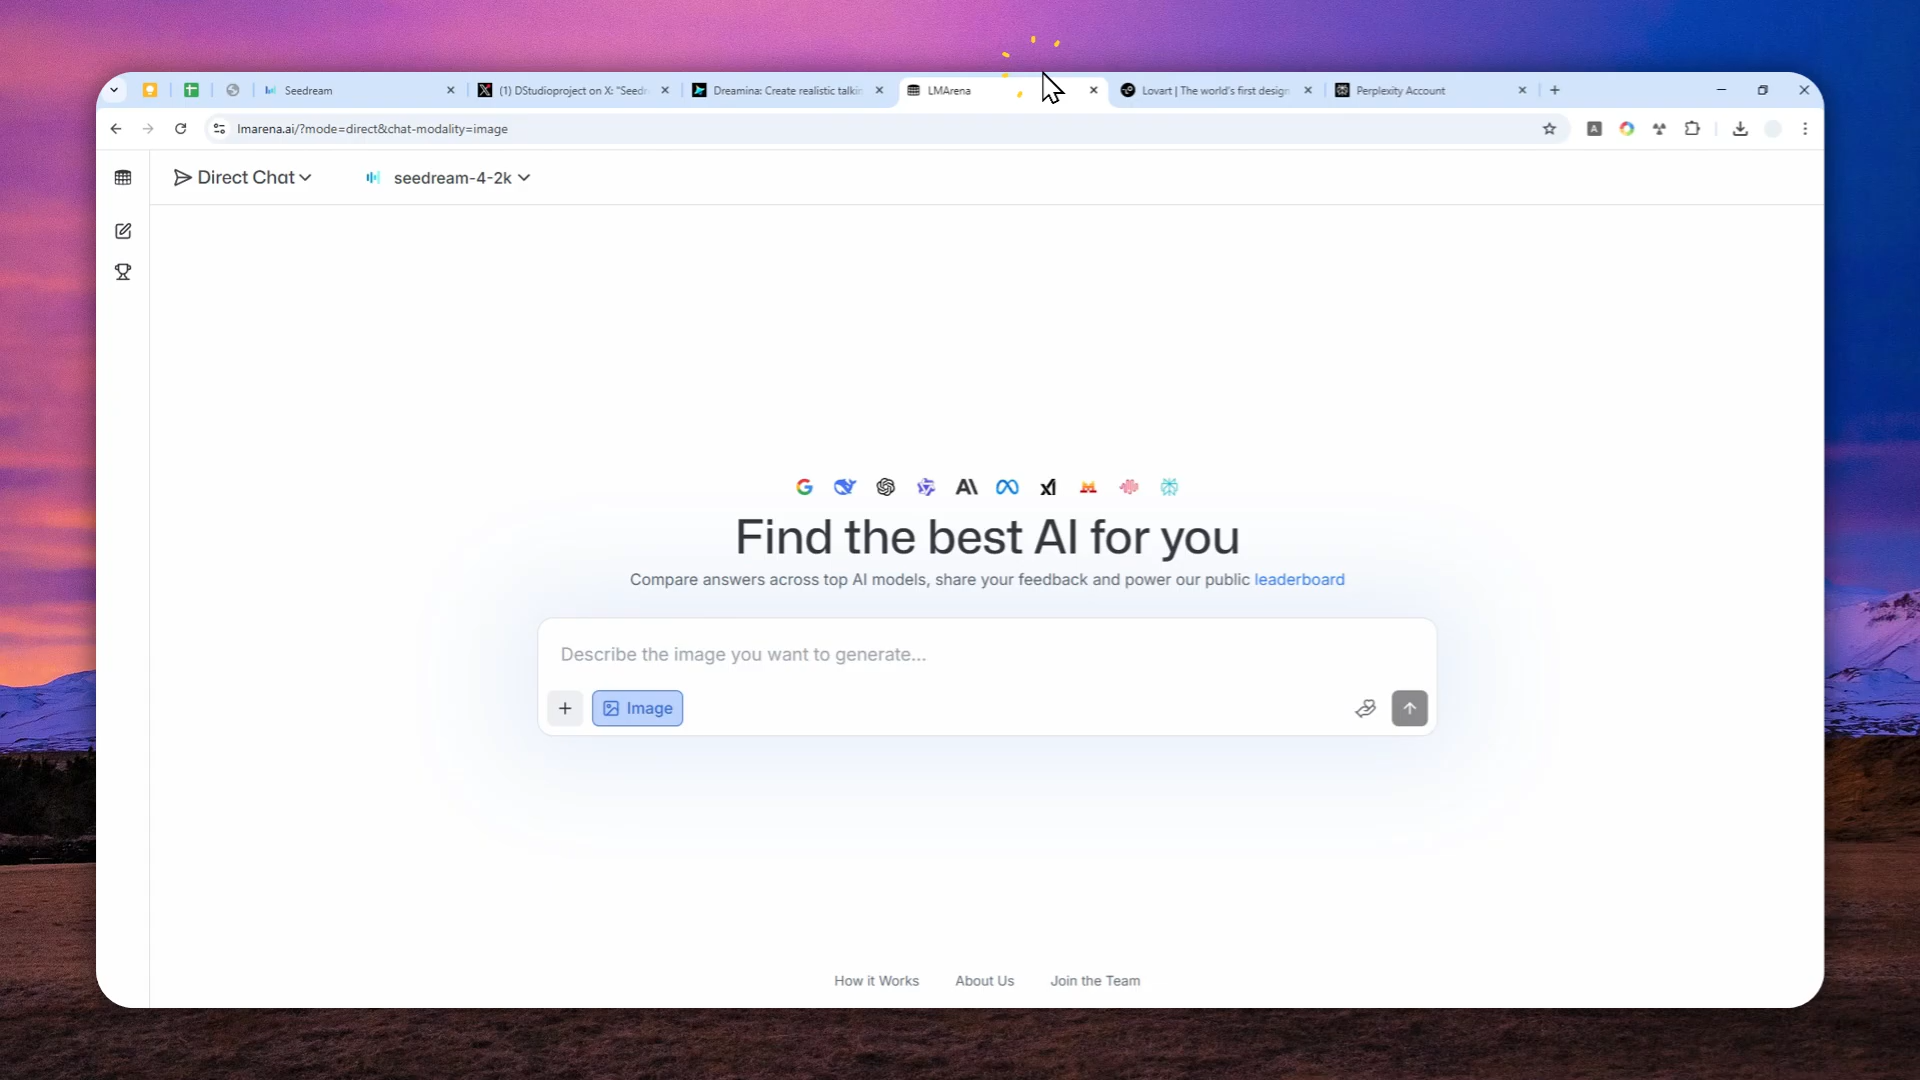 Seedream
(1) DStudioproject on X: "Seedr
Dreamina: Create realistic talkin
LMArena
Lovart | The world's first design
Perplexity Account
lmarena.ai/?mode=direct&chat-modality=image
A
Direct Chat
seedream-4-2k
Find the best AI for you
Compare answers across top AI models, share your feedback and power our public leaderboard
Describe the image you want to generate...
Image
How it Works
About Us
Join the Team